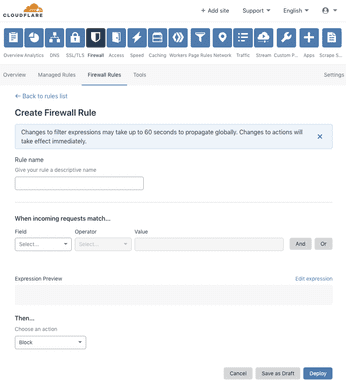 CLOUDFLARE
+ Add site
Support
English
Overview Analytics DNS SSL/TLS Firewall Access Speed Caching Workers Page Rules Network Traffic Stream Custom P... Apps Scrape S...
Overview Managed Rules Firewall Rules Tools Settings
← Back to rules list
Create Firewall Rule
Changes to filter expressions may take up to 60 seconds to propagate globally. Changes to actions will
take effect immediately.
×
Rule name
Give your rule a descriptive name
When incoming requests match...
Field Operator Value
Select... Select... And Or
Expression Preview Edit expression
Then...
Choose an action
Block
Cancel Save as Draft Deploy